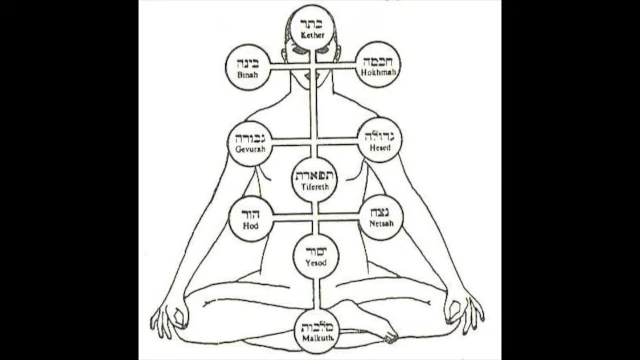 כתר
Kether
בינה
Binah
חכמה
Hokhmah
גבורה
Gevurah
גדולה
Hesed
תפארת
Tifereth
הוד
Hod
נצח
Netsah
יסוד
Yesod
מלכות
Malkuth